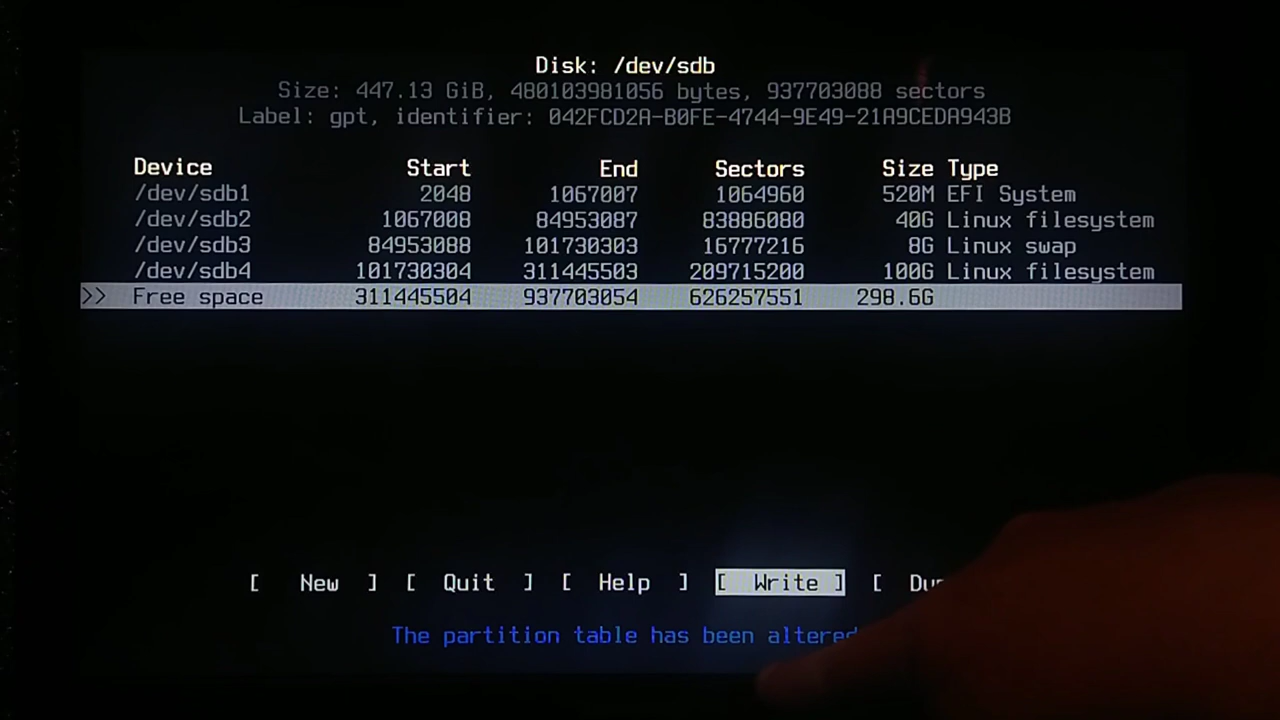 Disk: /dev/sdb
Size: 447.13 GiB, 480103981056 bytes, 937703088 sectors
Label: gpt, identifier: 042FCD2A-B0FE-4744-9E49-21A9CEDA943B
Device Start End Sectors Size Type
/dev/sdb1 2048 1067007 1064960 520M EFI System
/dev/sdb2 1067008 84953087 83886080 40G Linux filesystem
/dev/sdb3 84953088 101730303 16777216 8G Linux swap
/dev/sdb4 101730304 311445503 209715200 100G Linux filesystem
>> Free space 311445504 937703054 626257551 298.6G
[ New ] [ Quit ] [ Help ] [ Write ] [
The partition table has been altered